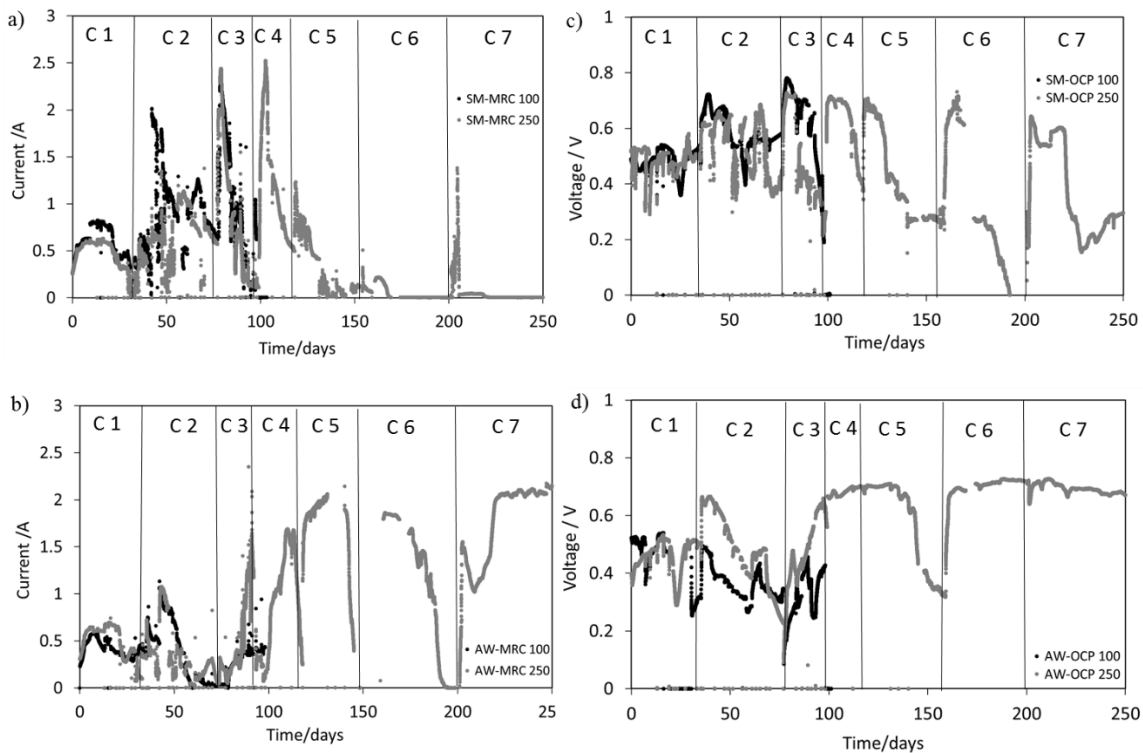 a)
3
2.5
2
1.5
1
0.5
0
Current /A
C 1 C 2 C 3 C 4 C 5 C 6 C 7
SM-MRC 100
SM-MRC 250
0 50 100 150 200 250
Time/days
c)
1
0.8
0.6
0.4
0.2
0
Voltage / V
C 1 C 2 C 3 C 4 C 5 C 6 C 7
SM-OCP 100
SM-OCP 250
0 50 100 150 200 250
Time/days
b)
3
2.5
2
1.5
1
0.5
0
Current /A
C 1 C 2 C 3 C 4 C 5 C 6 C 7
AW-MRC 100
AW-MRC 250
0 50 100 150 200 25
Time/days
d)
1
0.8
0.6
0.4
0.2
0
Voltage / V
C 1 C 2 C 3 C 4 C 5 C 6 C 7
AW-OCP 100
AW-OCP 250
0 50 100 150 200 250
Time/days